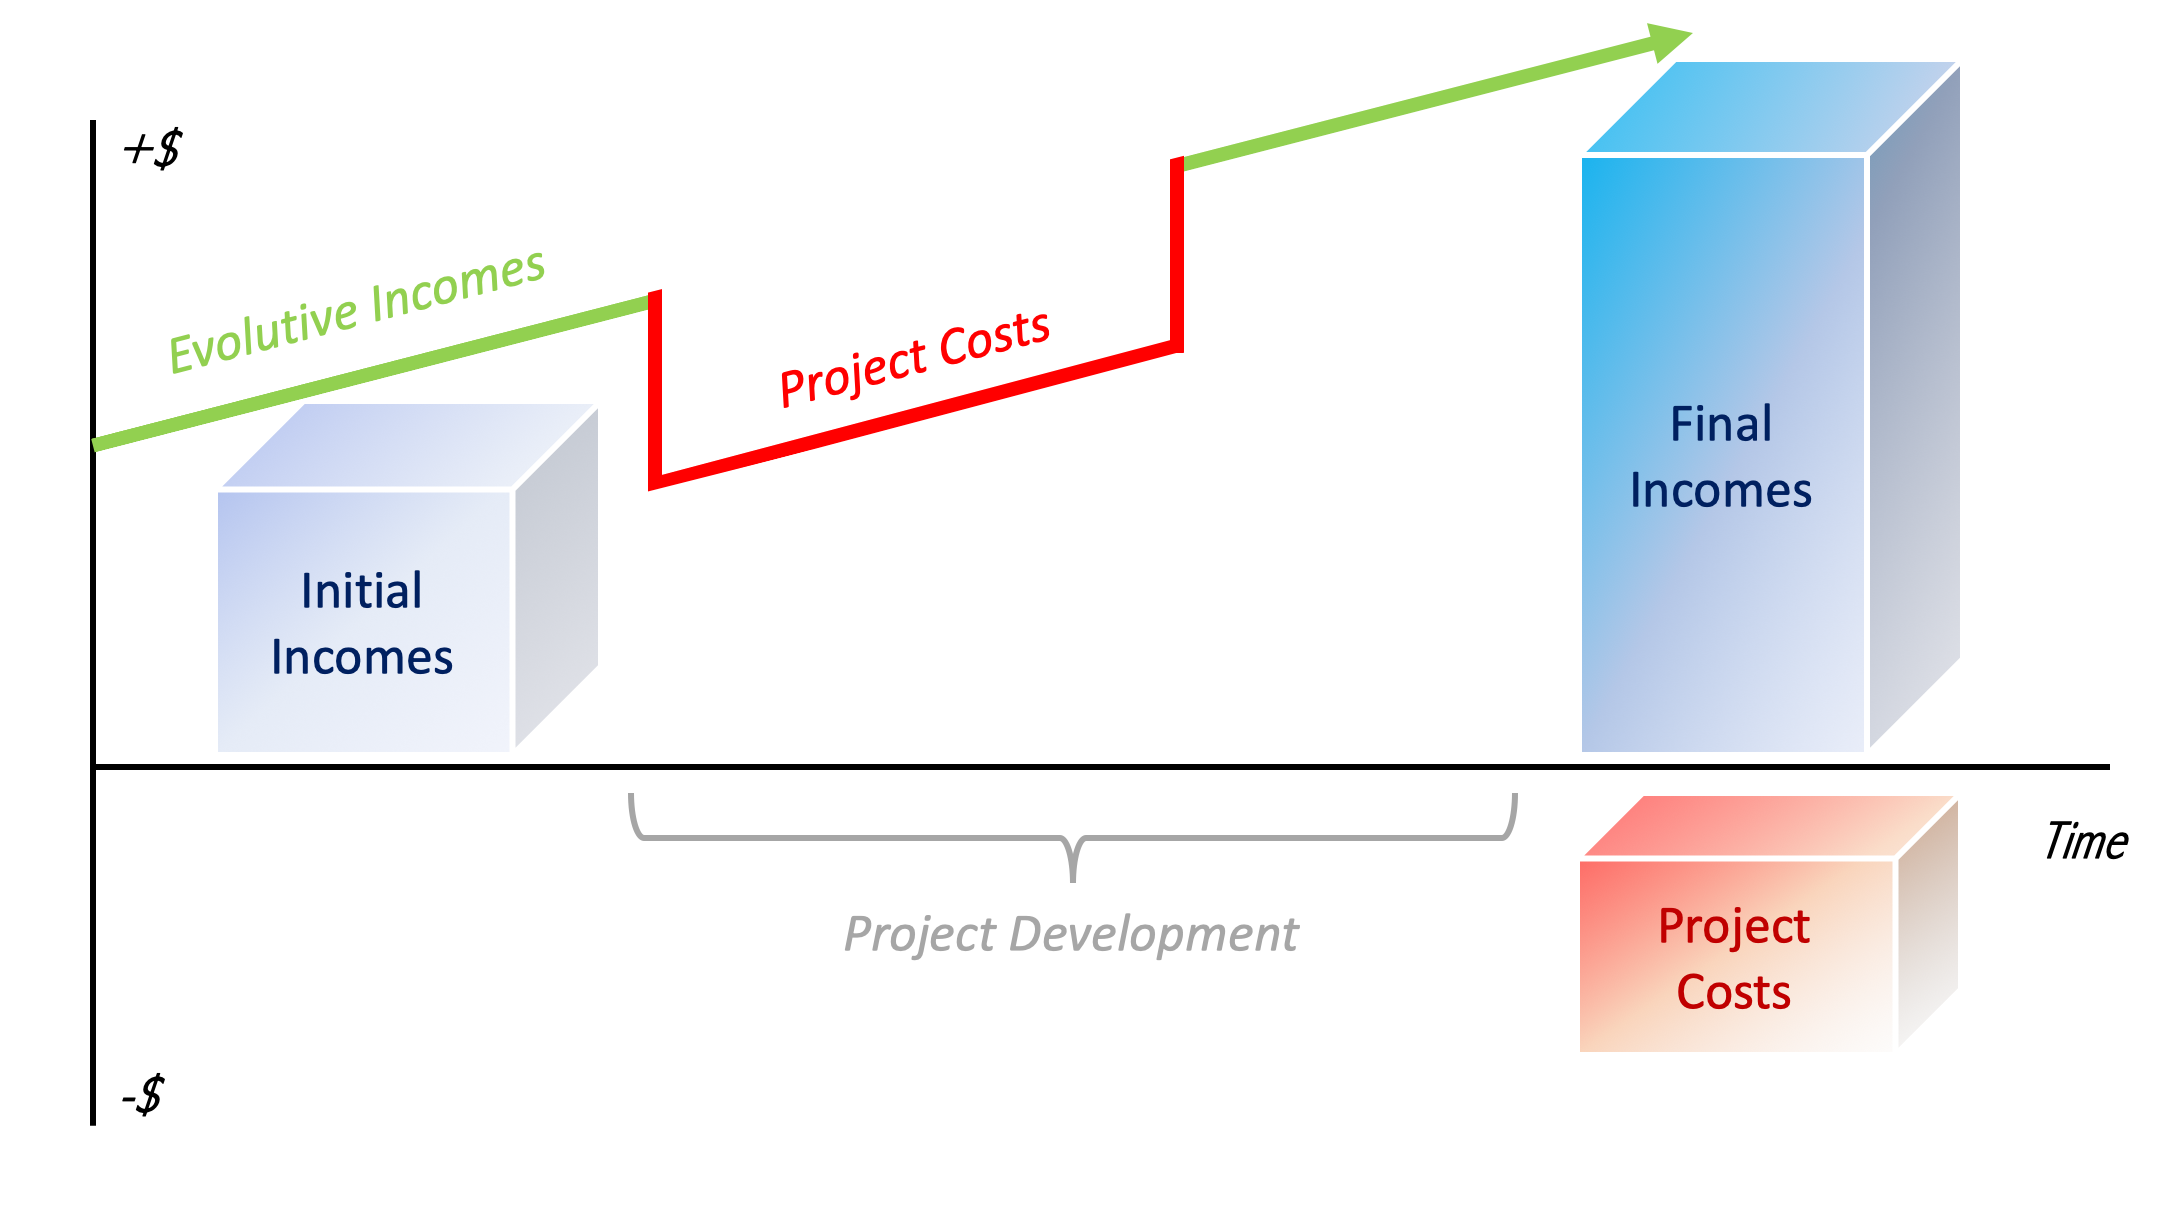 +$
Evolutive Incomes
Project Costs
Initial
Incomes
Final
Incomes
Time
Project Development
Project
Costs
-$